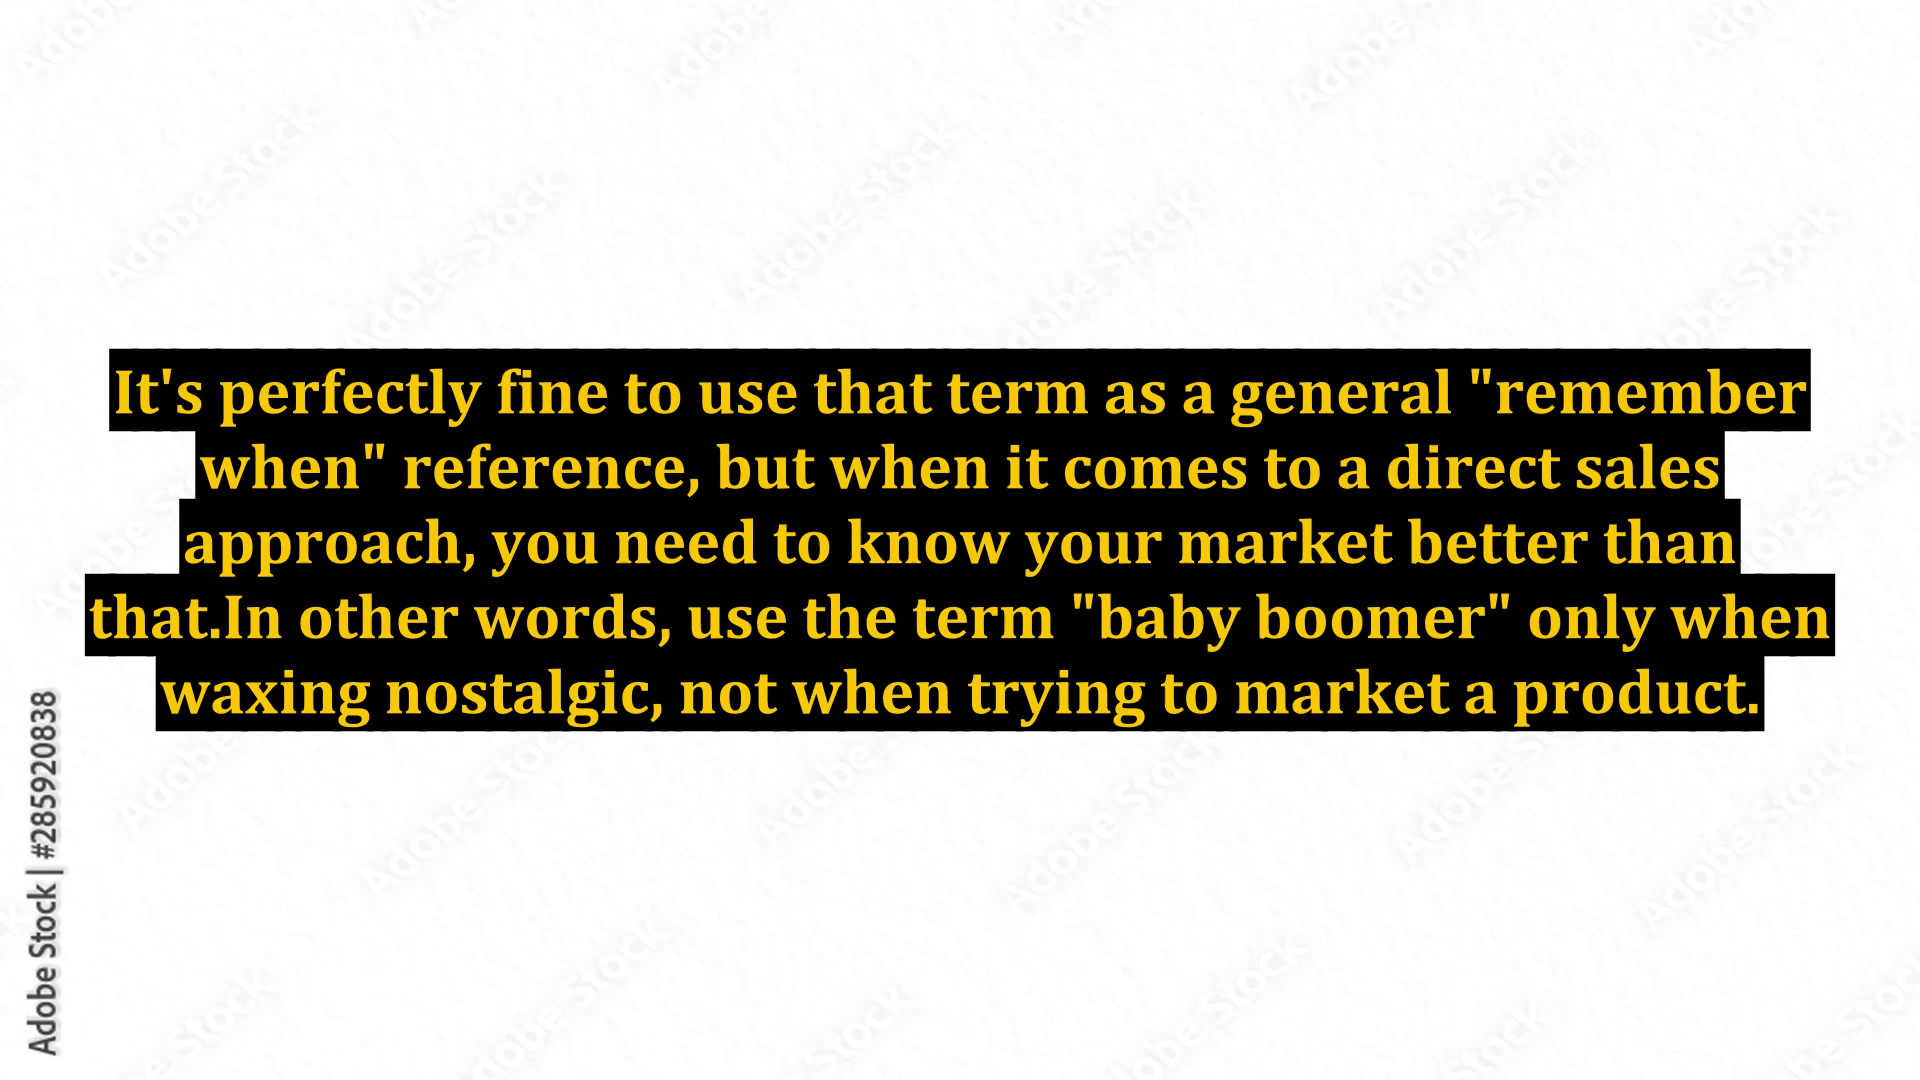 It's perfectly fine to use that term as a general "remember
when" reference, but when it comes to a direct sales
approach, you need to know your market better than
that.In other words, use the term "baby boomer" only when
waxing nostalgic, not when trying to market a product.
Adobe Stock | #285920838